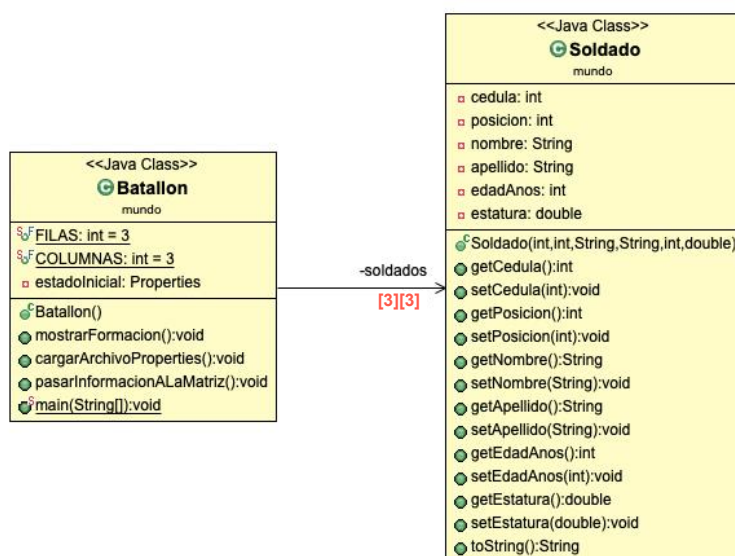 <<Java Class>>
Batallon
mundo
FILAS: int = 3
COLUMNAS: int = 3
estadoInicial: Properties
Batallon()
mostrarFormacion():void
cargarArchivoProperties():void
pasarInformacionALaMatriz():void
main(String[]):void
-soldados
[3][3]
<<Java Class>>
Soldado
mundo
cedula: int
posicion: int
nombre: String
apellido: String
edadAnos: int
estatura: double
Soldado(int,int,String,String,int,double)
getCedula():int
setCedula(int):void
getPosicion():int
setPosicion(int):void
getNombre():String
setNombre(String):void
getApellido():String
setApellido(String):void
getEdadAnos():int
setEdadAnos(int):void
getEstatura():double
setEstatura(double):void
toString():String